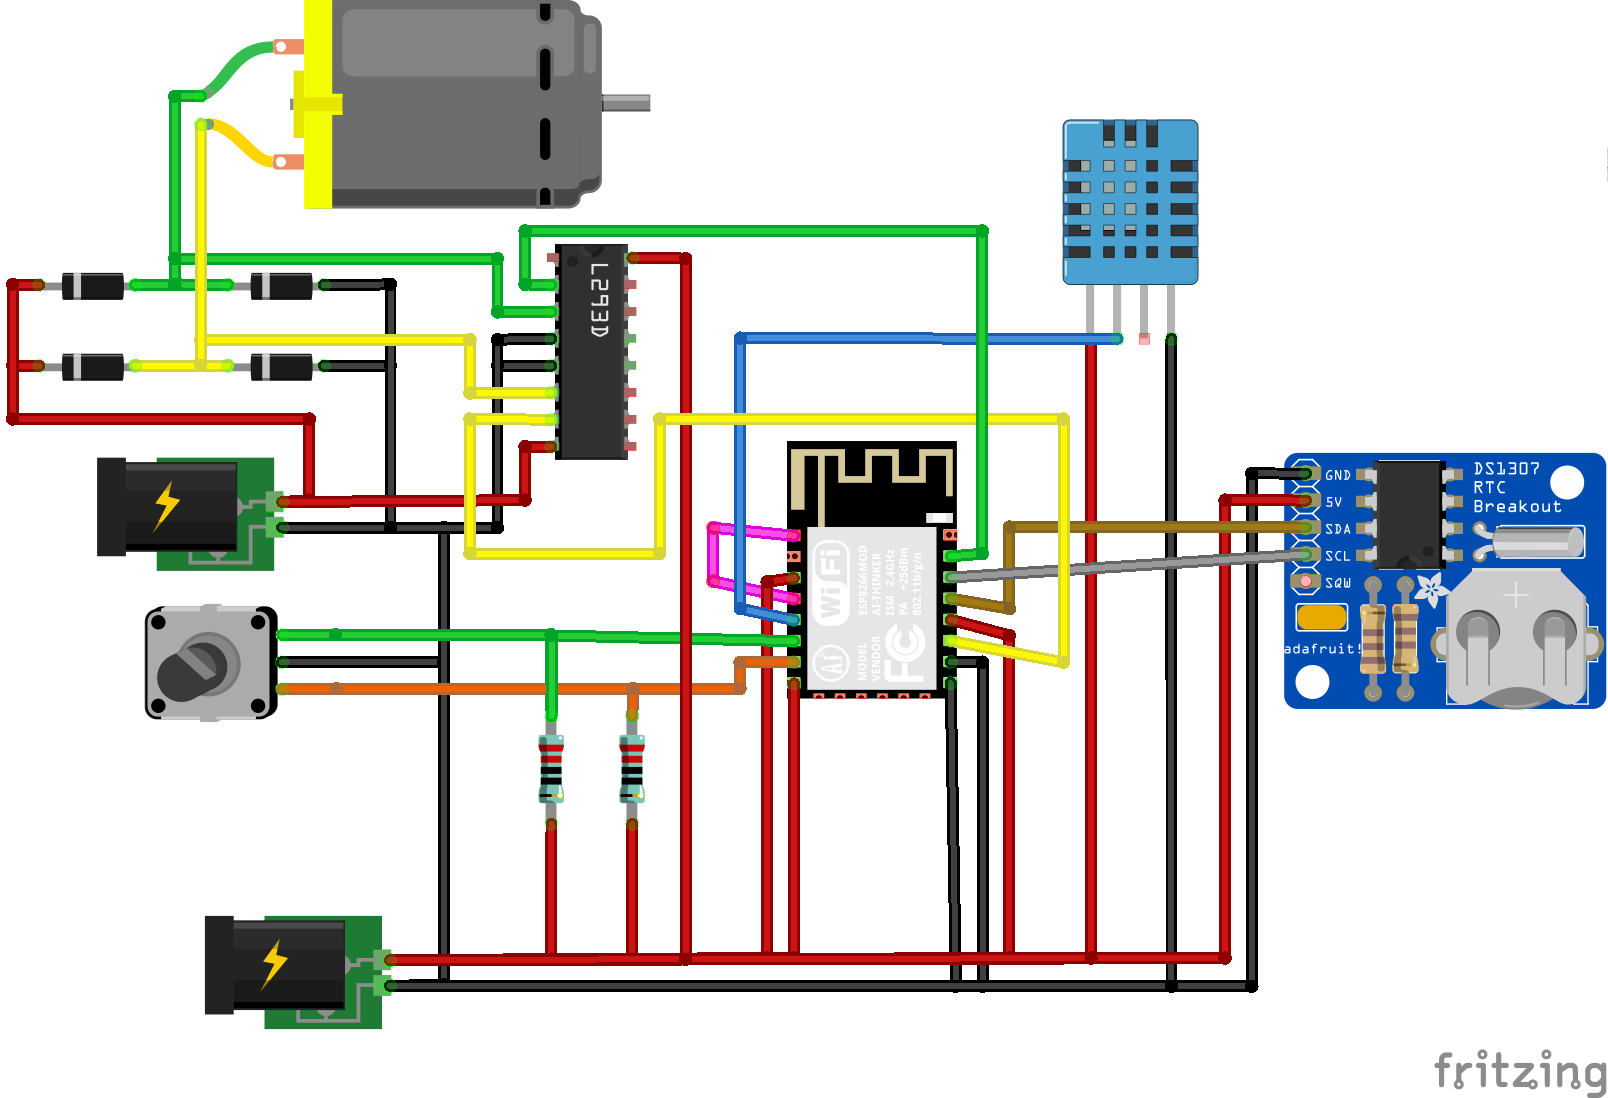 L293D
DS1307
RTC
Breakout
GND
5V
SDA
SCL
SQW
adafruit!
WiFi
ESP8266MOD
AI-THINKER
ISM 2.4GHz
PA +25dBm
802.11b/g/n
MODEL
VENDOR
Ai
FC
fritzing